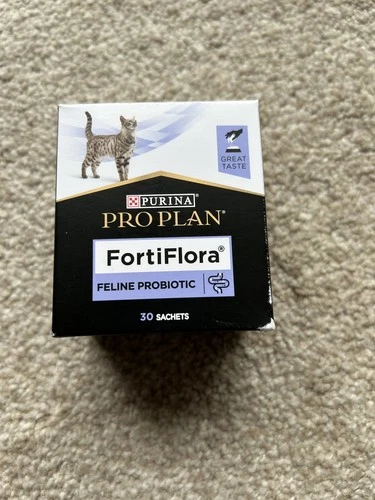 GREAT
TASTE
PURINA®
PRO PLAN®
FortiFlora®
FELINE PROBIOTIC
30 SACHETS